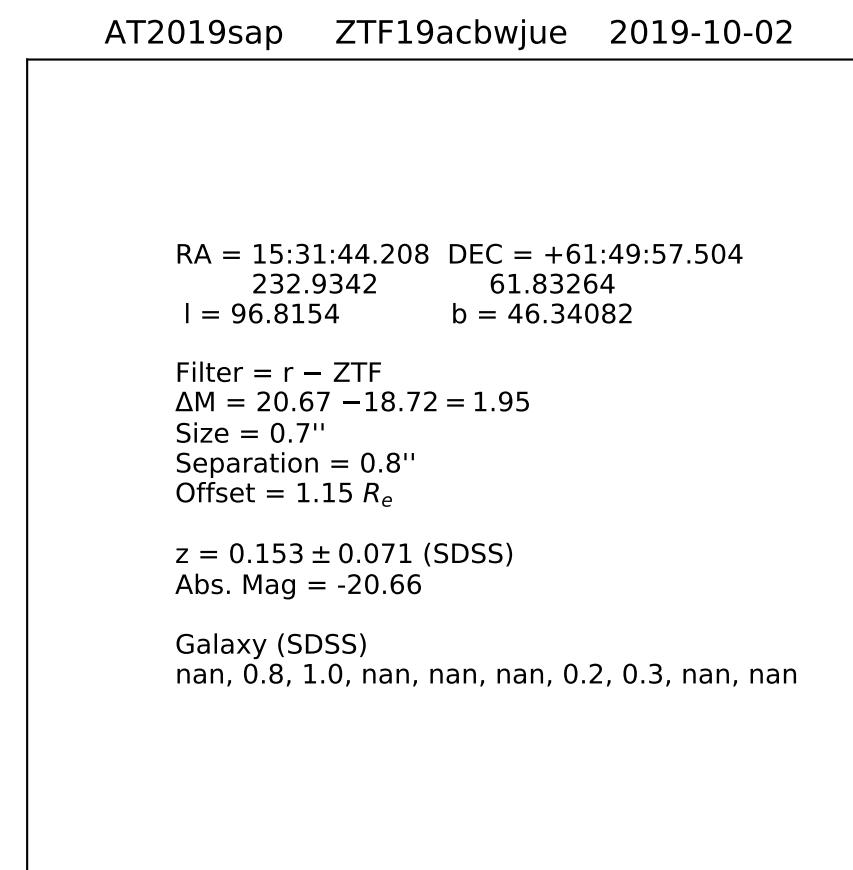 AT2019sap ZTF19acbwjue 2019-10-02
RA = 15:31:44.208 DEC = +61:49:57.504
232.9342 61.83264
l = 96.8154 b = 46.34082
Filter = r − ZTF
ΔM = 20.67 −18.72 = 1.95
Size = 0.7''
Separation = 0.8''
Offset = 1.15 Rₑ
z = 0.153 ± 0.071 (SDSS)
Abs. Mag = -20.66
Galaxy (SDSS)
nan, 0.8, 1.0, nan, nan, nan, 0.2, 0.3, nan, nan